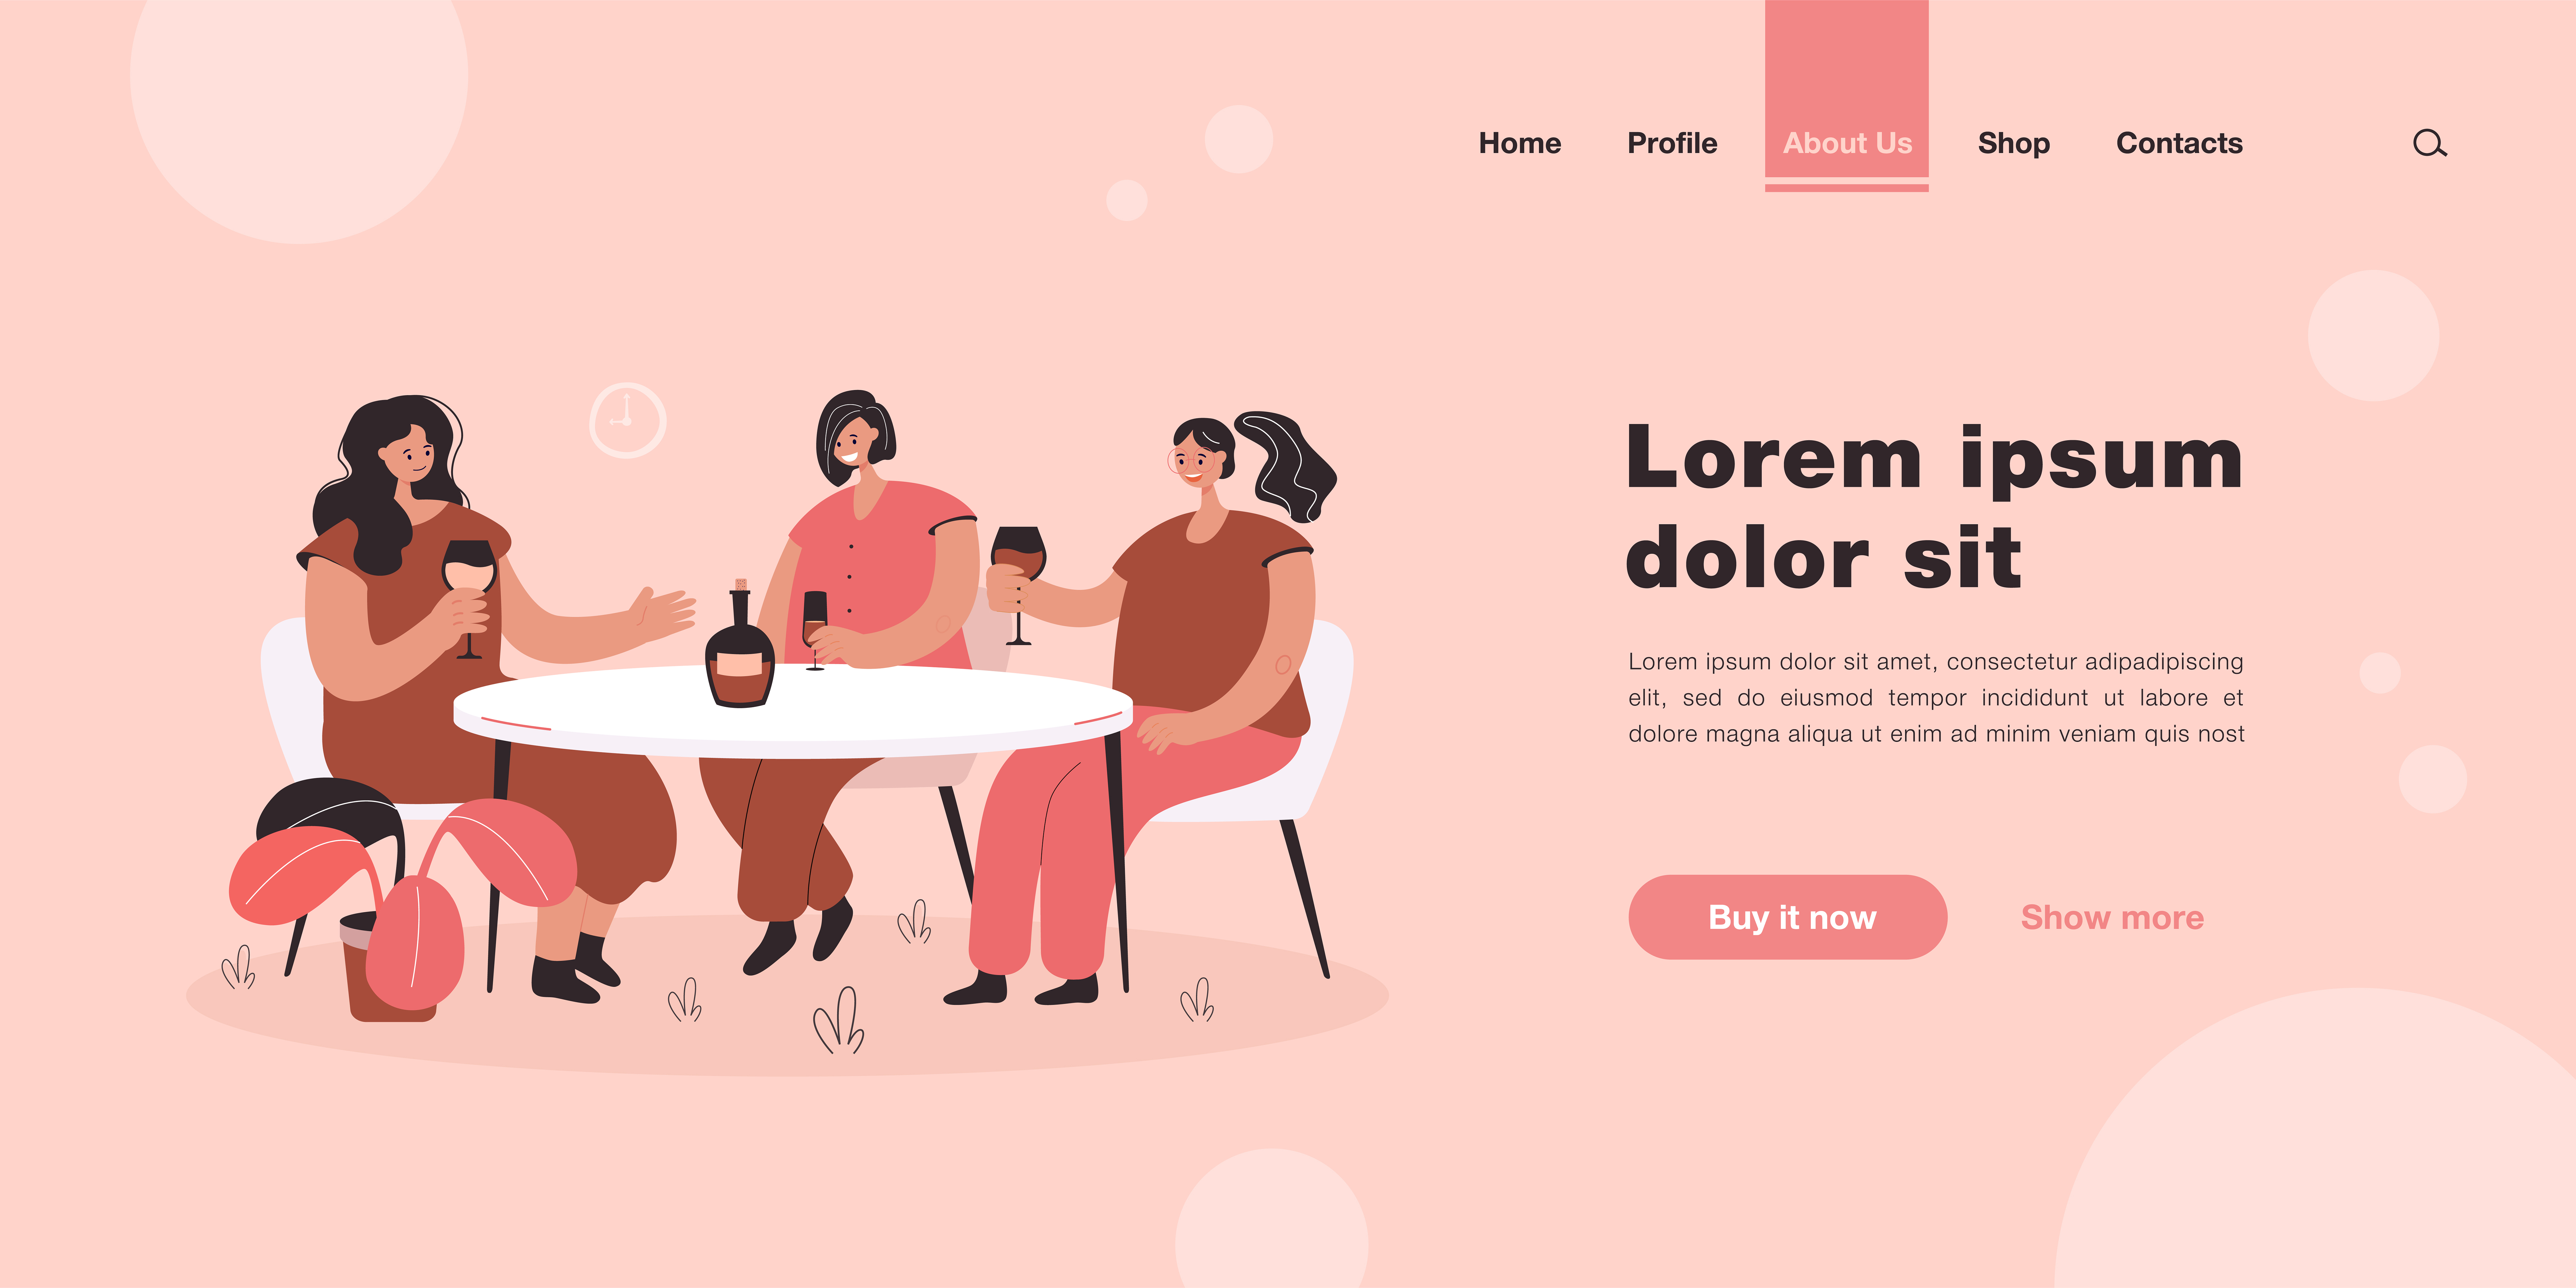 Home Profile About Us Shop Contacts
Lorem ipsum
dolor sit
Lorem ipsum dolor sit amet, consectetur adipadipiscing
elit, sed do eiusmod tempor incididunt ut labore et
dolore magna aliqua ut enim ad minim veniam quis nost
Buy it now Show more